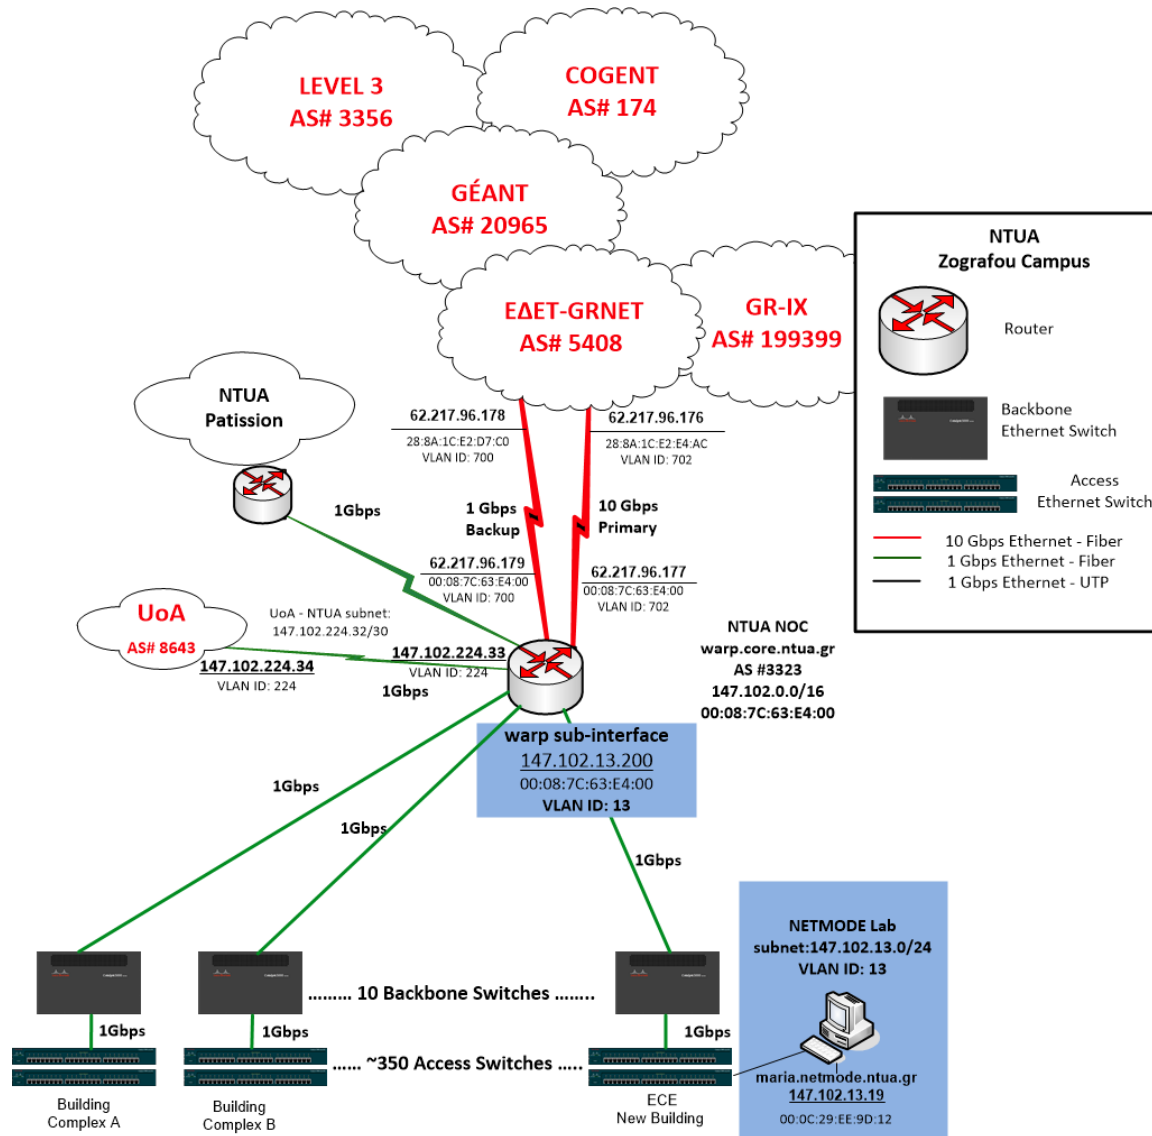 LEVEL 3
AS# 3356
COGENT
AS# 174
GÉANT
AS# 20965
ΕΔΕΤ-GRNET
AS# 5408
GR-IX
AS# 199399
NTUA
Zografou Campus
Router
Backbone
Ethernet Switch
Access
Ethernet Switch
10 Gbps Ethernet - Fiber
1 Gbps Ethernet - Fiber
1 Gbps Ethernet - UTP
NTUA
Patission
62.217.96.178
28:8A:1C:E2:D7:C0
VLAN ID: 700
62.217.96.176
28:8A:1C:E2:E4:AC
VLAN ID: 702
1Gbps
1 Gbps
Backup
10 Gbps
Primary
62.217.96.179
00:08:7C:63:E4:00
VLAN ID: 700
62.217.96.177
00:08:7C:63:E4:00
VLAN ID: 702
UoA
AS# 8643
UoA - NTUA subnet:
147.102.224.32/30
147.102.224.34
VLAN ID: 224
147.102.224.33
VLAN ID: 224
1Gbps
NTUA NOC
warp.core.ntua.gr
AS #3323
147.102.0.0/16
00:08:7C:63:E4:00
warp sub-interface
147.102.13.200
00:08:7C:63:E4:00
VLAN ID: 13
1Gbps
1Gbps
1Gbps
NETMODE Lab
subnet:147.102.13.0/24
VLAN ID: 13
maria.netmode.ntua.gr
147.102.13.19
00:0C:29:EE:9D:12
......... 10 Backbone Switches ........
1Gbps
1Gbps
1Gbps
...... ~350 Access Switches .....
Building
Complex A
Building
Complex B
ECE
New Building